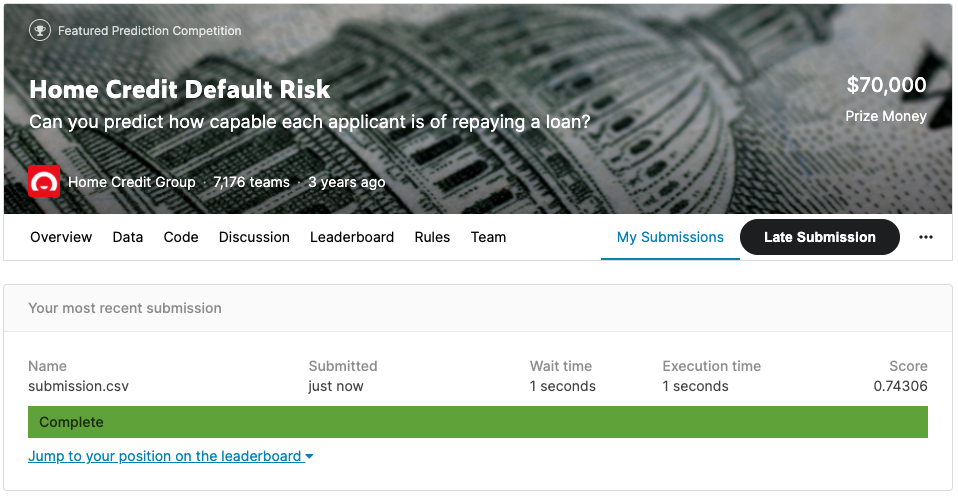 Featured Prediction Competition
Home Credit Default Risk
$70,000
Can you predict how capable each applicant is of repaying a loan?
Prize Money
Home Credit Group · 7,176 teams · 3 years ago
Overview Data Code Discussion Leaderboard Rules Team My Submissions Late Submission ...
Your most recent submission
Name Submitted Wait time Execution time Score
submission.csv just now 1 seconds 1 seconds 0.74306
Complete
Jump to your position on the leaderboard